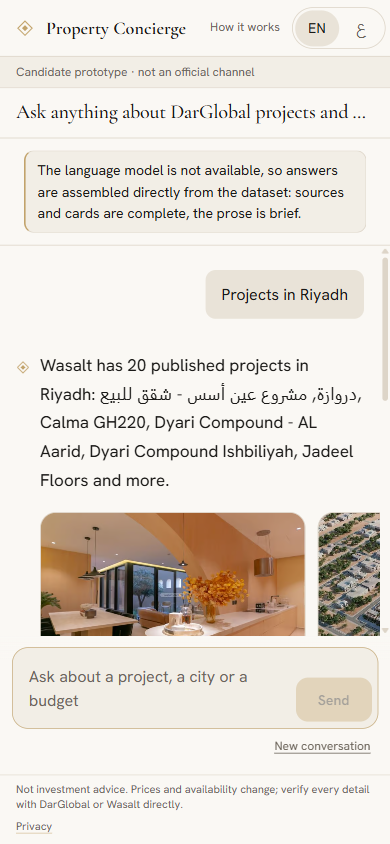 Property Concierge
How it works
EN
ع
Candidate prototype · not an official channel
Ask anything about DarGlobal projects and ...
The language model is not available, so answers
are assembled directly from the dataset: sources
and cards are complete, the prose is brief.
Projects in Riyadh
Wasalt has 20 published projects in
Riyadh: دروازة, مشروع عين أسس - شقق للبيع,
Calma GH220, Dyari Compound - AL
Aarid, Dyari Compound Ishbiliyah, Jadeel
Floors and more.
Ask about a project, a city or a
budget
Send
New conversation
Not investment advice. Prices and availability change; verify every detail
with DarGlobal or Wasalt directly.
Privacy